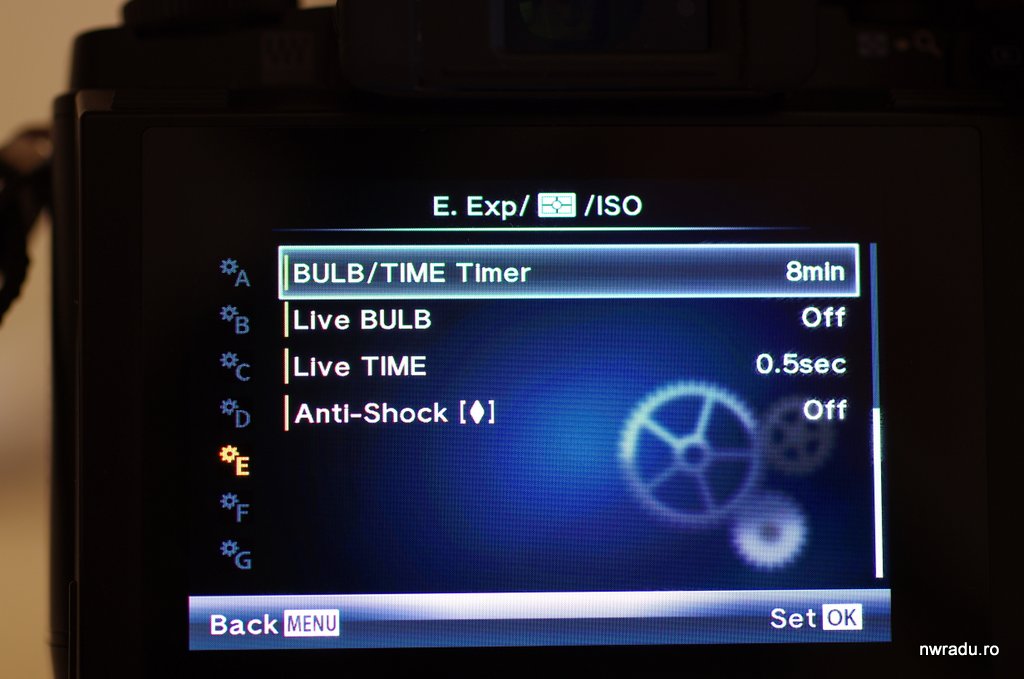 E. Exp/ /ISO
A
BULB/TIME Timer 8min
B
Live BULB Off
C
Live TIME 0.5sec
D
Anti-Shock [♦] Off
E
F
G
Back MENU Set OK
nwradu.ro